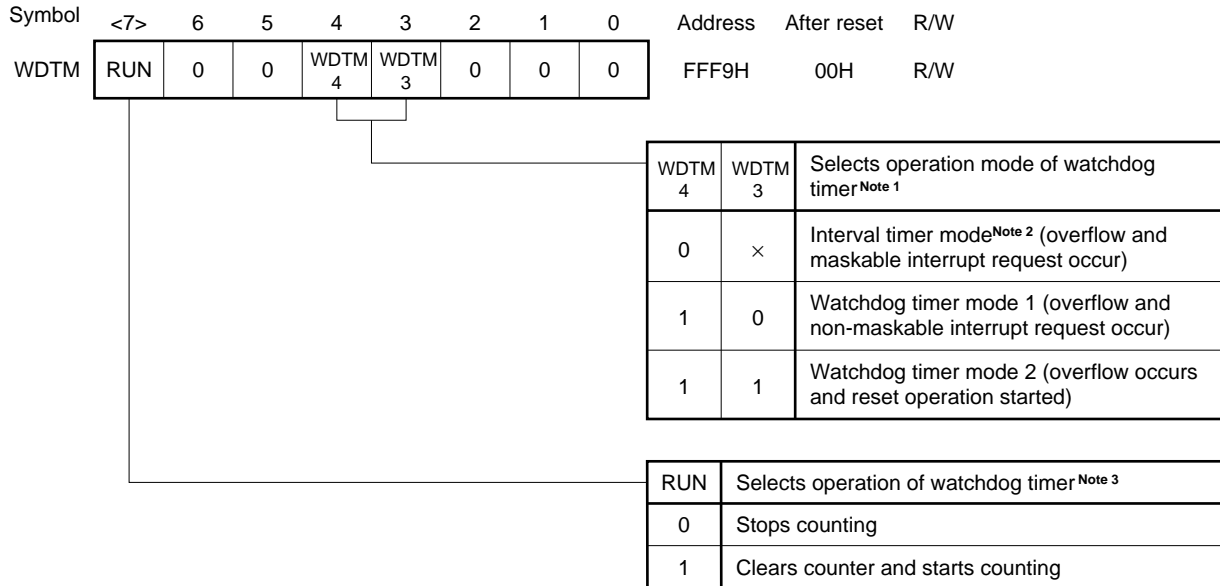 Symbol <7> 6 5 4 3 2 1 0 Address After reset R/W
WDTM RUN 0 0 WDTM 4 WDTM 3 0 0 0 FFF9H 00H R/W
WDTM 4 WDTM 3 Selects operation mode of watchdog
timer Note 1
0 × Interval timer mode Note 2 (overflow and
maskable interrupt request occur)
1 0 Watchdog timer mode 1 (overflow and
non-maskable interrupt request occur)
1 1 Watchdog timer mode 2 (overflow occurs
and reset operation started)
RUN Selects operation of watchdog timer Note 3
0 Stops counting
1 Clears counter and starts counting